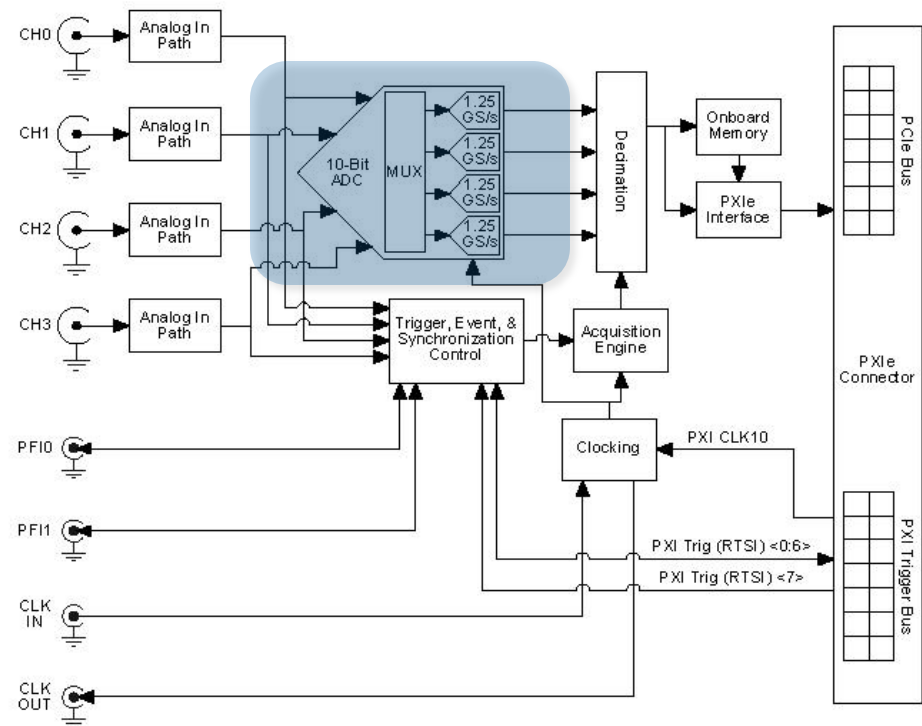 CH0
Analog In
Path
CH1
Analog In
Path
CH2
Analog In
Path
CH3
Analog In
Path
10-Bit
ADC
MUX
1.25
GS/s
1.25
GS/s
1.25
GS/s
1.25
GS/s
Decimation
Onboard
Memory
PXIe
Interface
PCIe Bus
Trigger, Event, &
Synchronization
Control
Acquisition
Engine
PXIe
Connector
PFI0
Clocking
PXI CLK10
PFI1
PXI Trig (RTSI) <0:6>
PXI Trig (RTSI) <7>
PXI Trigger Bus
CLK
IN
CLK
OUT